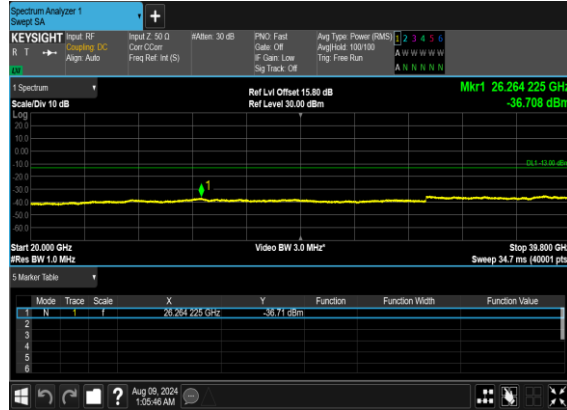 Spectrum Analyzer 1
Swept SA
+
KEYSIGHT Input: RF Input Z: 50 Ω #Atten: 30 dB PNO: Fast Avg Type: Power (RMS) 1 2 3 4 5 6
R T Coupling: DC Corr CCorr Gate: Off Avg|Hold: 100/100 A W W W W W
Align: Auto Freq Ref: Int (S) IF Gain: Low Trig: Free Run
Sig Track: Off A N N N N N
LNI
1 Spectrum Ref Lvl Offset 15.80 dB Mkr1 26.264 225 GHz
Scale/Div 10 dB Ref Level 30.00 dBm -36.708 dBm
Log
20.0
10.0
0.00
-10.0 DL1 -13.00 dBm
-20.0
-30.0
1
-40.0
-50.0
-60.0
Start 20.000 GHz Video BW 3.0 MHz* Stop 39.800 GHz
#Res BW 1.0 MHz Sweep 34.7 ms (40001 pts)
5 Marker Table
Mode Trace Scale X Y Function Function Width Function Value
1 N 1 f 26.264 225 GHz -36.71 dBm
2
3
4
5
6
? Aug 09, 2024
1:05:46 AM